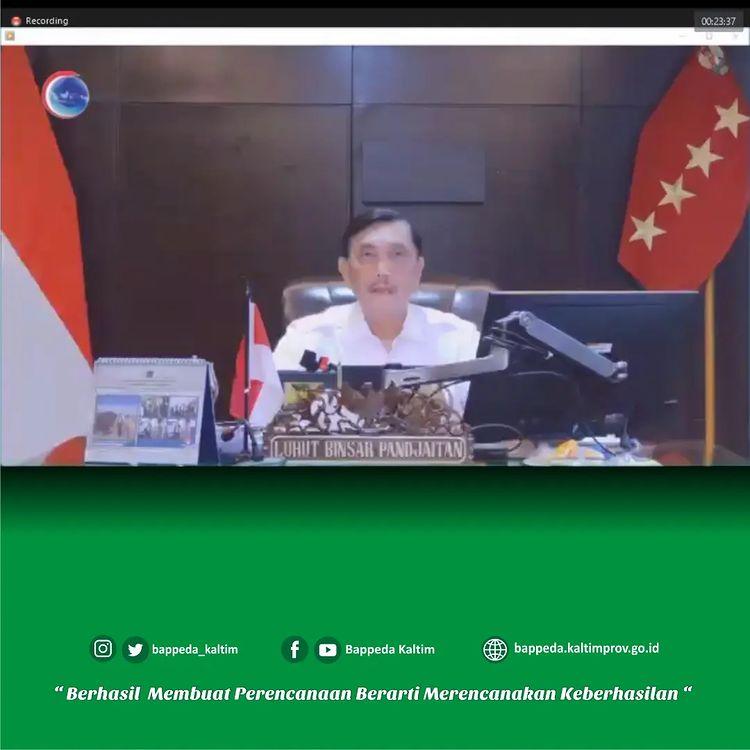 Recording
00:23:37
LUHUT BINSAR PANDJAITAN
bappeda_kaltim
Bappeda Kaltim
bappeda.kaltimprov.go.id
“ Berhasil Membuat Perencanaan Berarti Merencanakan Keberhasilan “